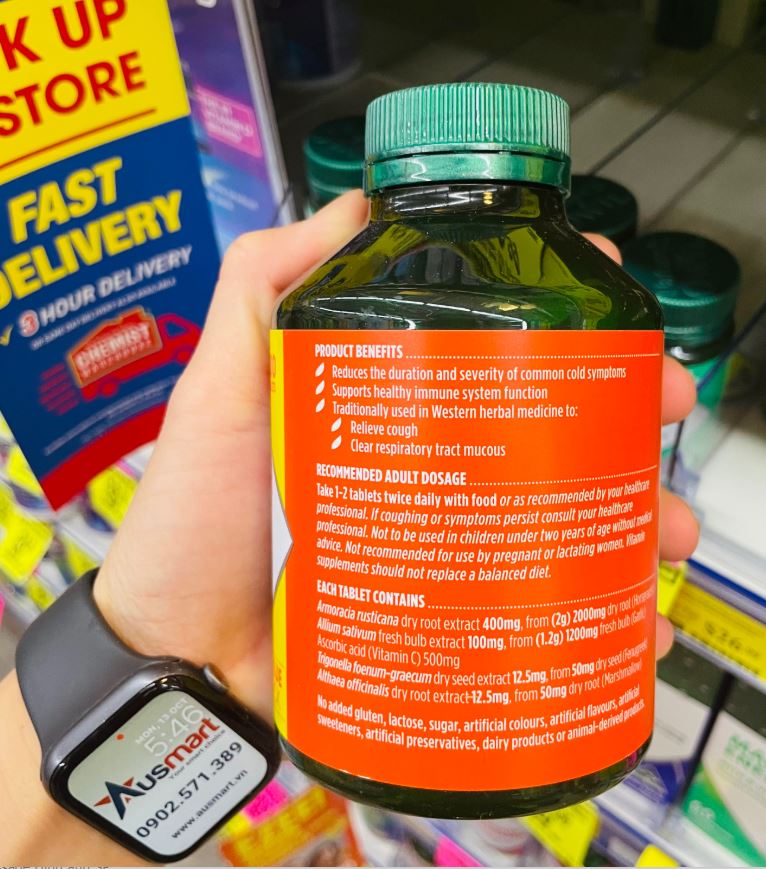 K UP
STORE
FAST
DELIVERY
3 HOUR DELIVERY
CHEMIST
WAREHOUSE
PRODUCT BENEFITS
Reduces the duration and severity of common cold symptoms
Supports healthy immune system function
Traditionally used in Western herbal medicine to:
Relieve cough
Clear respiratory tract mucous
RECOMMENDED ADULT DOSAGE
Take 1-2 tablets twice daily with food or as recommended by your healthcare
professional. If coughing or symptoms persist consult your healthcare
professional. Not to be used in children under two years of age without medical
advice. Not recommended for use by pregnant or lactating women. Vitamin
supplements should not replace a balanced diet.
EACH TABLET CONTAINS
Armoracia rusticana dry root extract 400mg, from (2g) 2000mg dry root (Horseradish)
Allium sativum fresh bulb extract 100mg, from (1.2g) 1200mg fresh bulb (Garlic)
Ascorbic acid (Vitamin C) 500mg
Trigonella foenum-graecum dry seed extract 12.5mg, from 50mg dry seed (Fenugreek)
Althaea officinalis dry root extract 12.5mg, from 50mg dry root (Marshmallow)
No added gluten, lactose, sugar, artificial colours, artificial flavours, artificial
sweeteners, artificial preservatives, dairy products or animal-derived products.
MON, 13 OCT
5:46
Ausmart
Your smart choice
0902.571.389
www.ausmart.vn